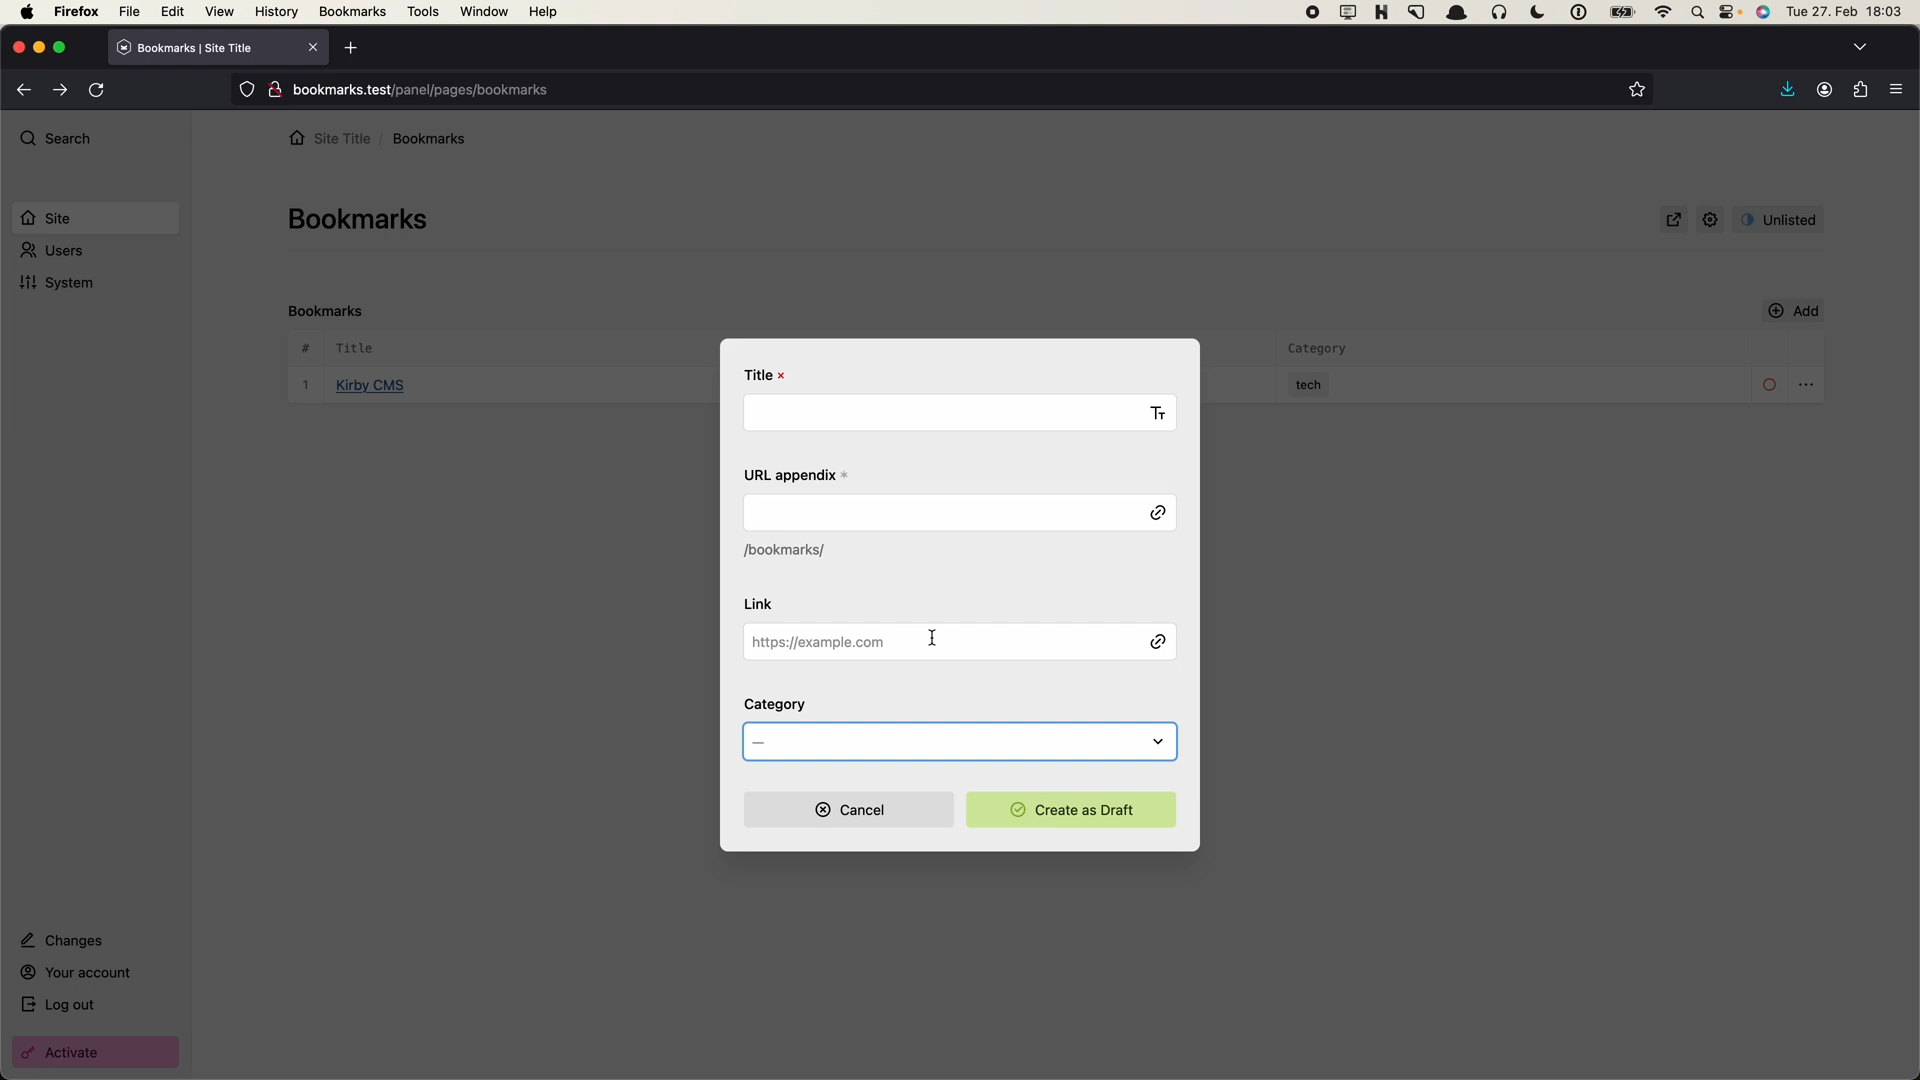 Firefox File Edit View History Bookmarks Tools Window Help Tue 27. Feb 18:03
Bookmarks | Site Title
bookmarks.test/panel/pages/bookmarks
Search
Site Title / Bookmarks
Site
Bookmarks
Unlisted
Users
System
Bookmarks
Add
# Title Category
1 Kirby CMS tech
Title
URL appendix *
/bookmarks/
Link
https://example.com
Category
—
Cancel
Create as Draft
Changes
Your account
Log out
Activate